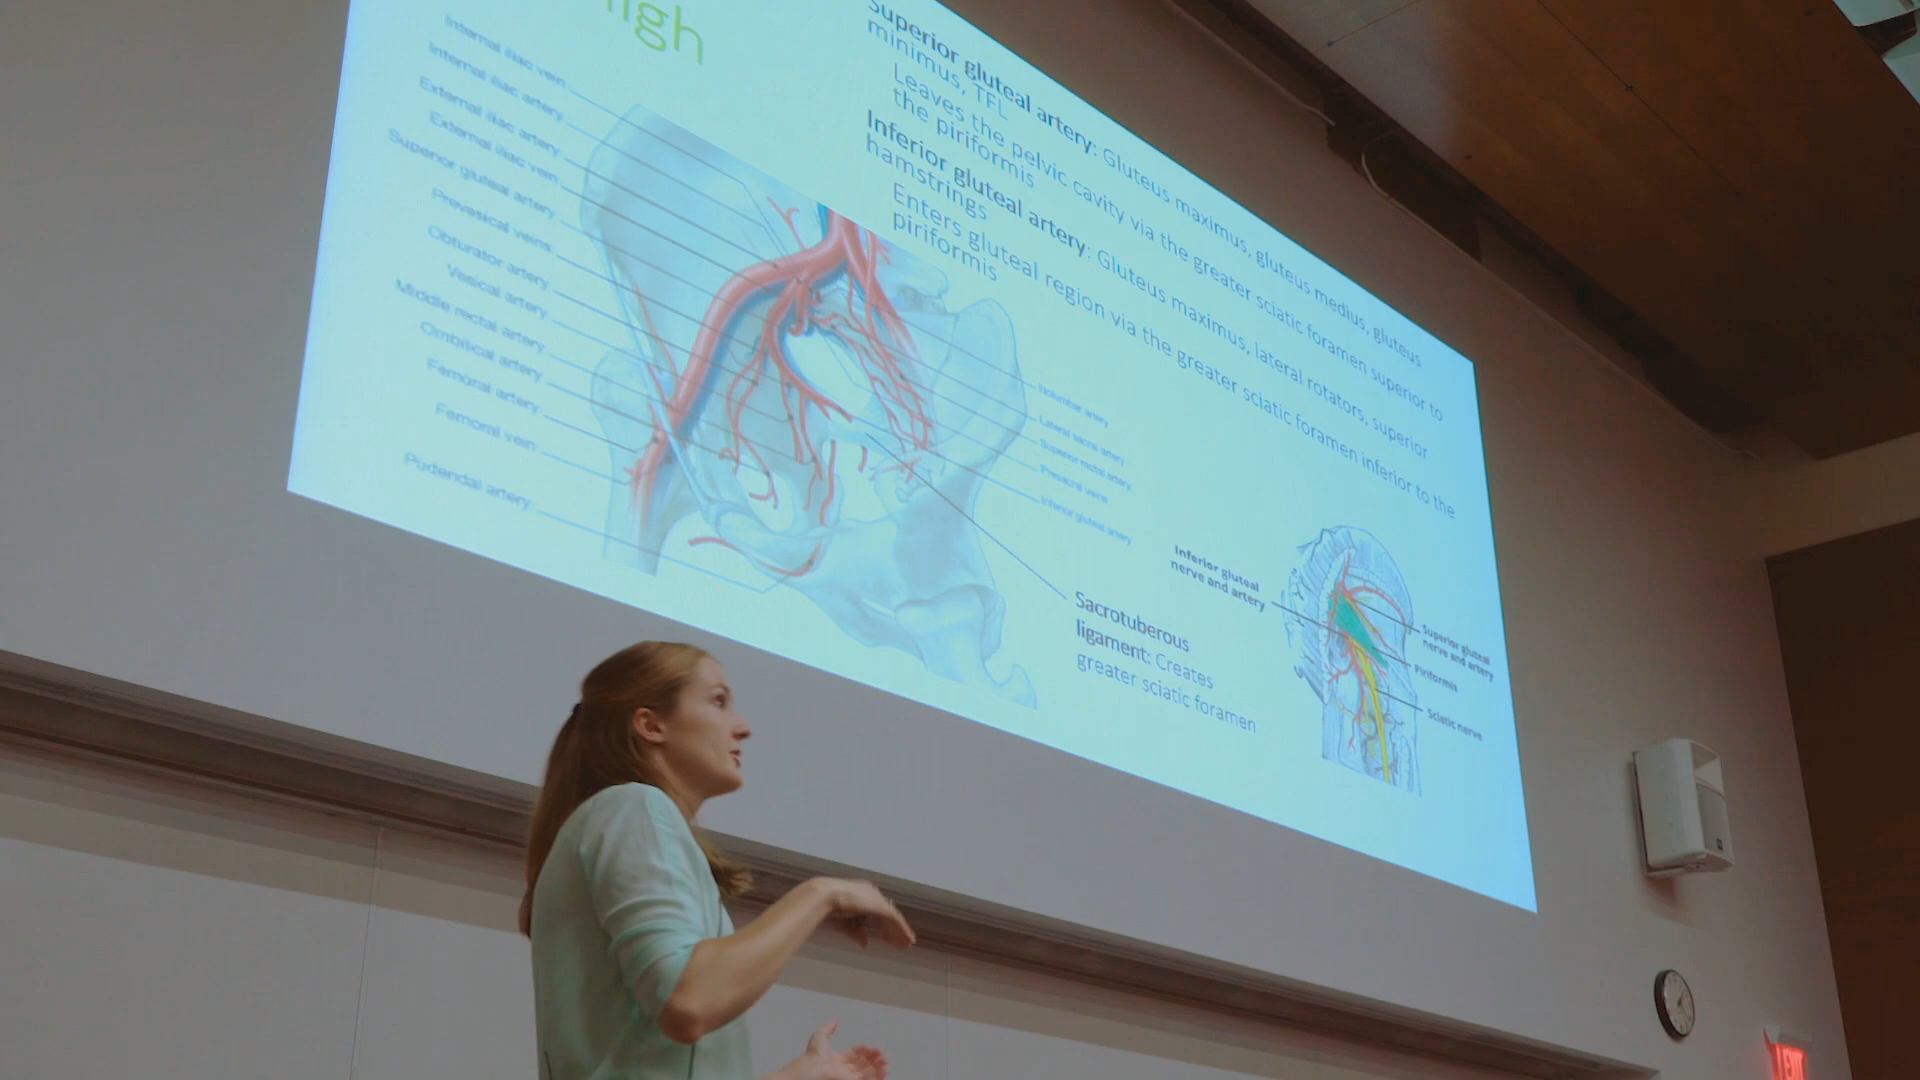 igh
Superior gluteal artery: Gluteus maximus, gluteus medius, gluteus
minimus, TFL
Leaves the pelvic cavity via the greater sciatic foramen superior to
the piriformis
Inferior gluteal artery: Gluteus maximus, lateral rotators, superior
hamstrings
Enters gluteal region via the greater sciatic foramen inferior to the
piriformis
Internal iliac vein
Internal iliac artery
External iliac artery
External iliac vein
Superior gluteal artery
Prevesical veins
Obturator artery
Vesical artery
Middle rectal artery
Ombilical artery
Femoral artery
Femoral vein
Pudendal artery
Iliolumbar artery
Lateral sacral artery
Superior rectal artery
Presacral veins
Inferior gluteal artery
Sacrotuberous
ligament: Creates
greater sciatic foramen
Inferior gluteal
nerve and artery
Superior gluteal
nerve and artery
Piriformis
Sciatic nerve
EXIT